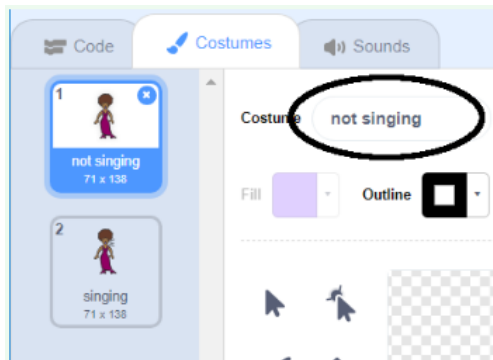 Code
Costumes
Sounds
1
not singing
71 x 138
2
singing
71 x 138
Costume
not singing
Fill
Outline